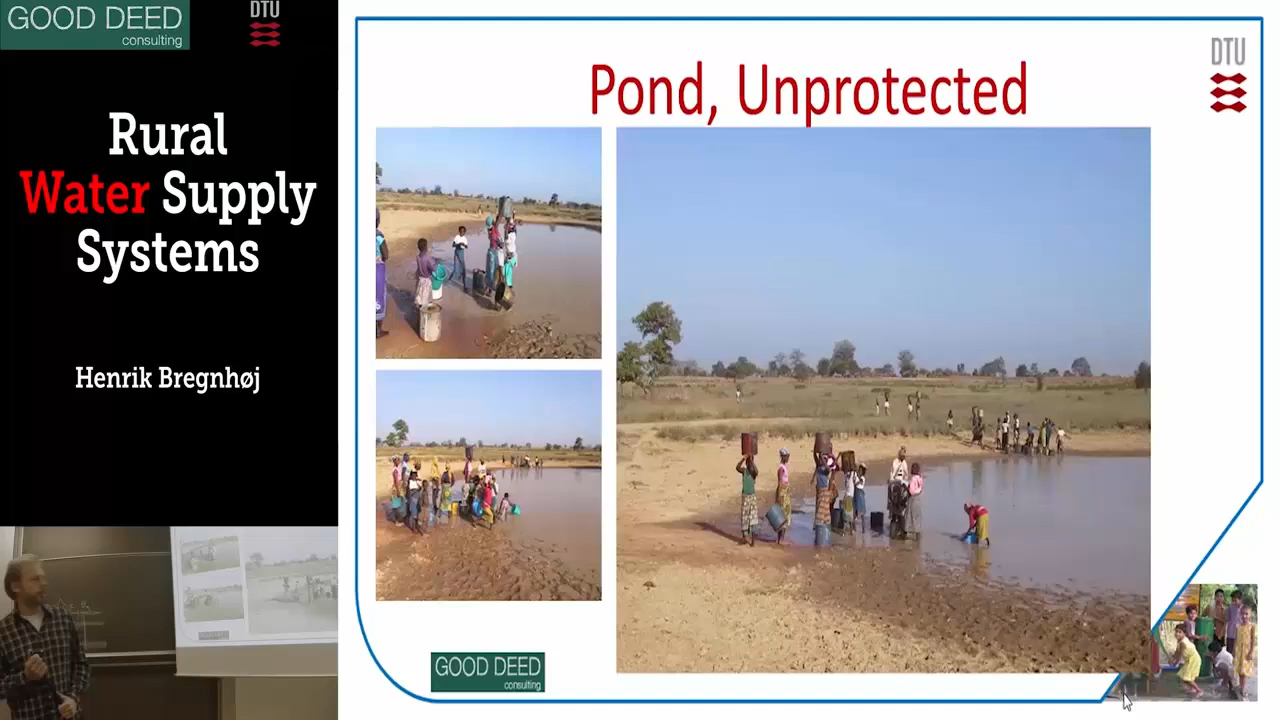 GOOD DEED
consulting
DTU
Rural
Water Supply
Systems
Henrik Bregnhøj
Pond, Unprotected
DTU
GOOD DEED
consulting